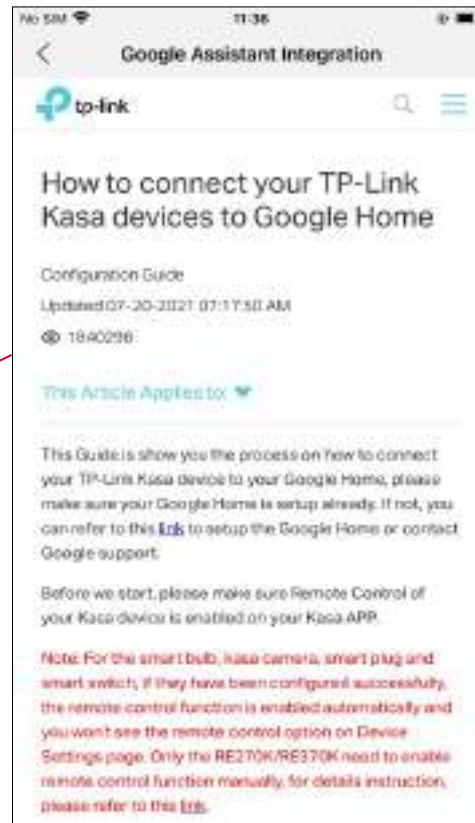 No SIM 11:36
Google Assistant Integration
tp-link
How to connect your TP-Link
Kasa devices to Google Home
Configuration Guide
Updated 07-20-2021 07:17:50 AM
1840296
This Article Applies to:
This Guide is show you the process on how to connect
your TP-Link Kasa device to your Google Home, please
make sure your Google Home is setup already. If not, you
can refer to this link to setup the Google Home or contact
Google support.
Before we start, please make sure Remote Control of
your Kasa device is enabled on your Kasa APP.
Note: For the smart bulb, kasa camera, smart plug and
smart switch, if they have been configured successfully,
the remote control function is enabled automatically and
you won't see the remote control option on Device
Settings page. Only the RE270K/RE370K need to enable
remote control function manually, for details instruction,
please refer to this link.